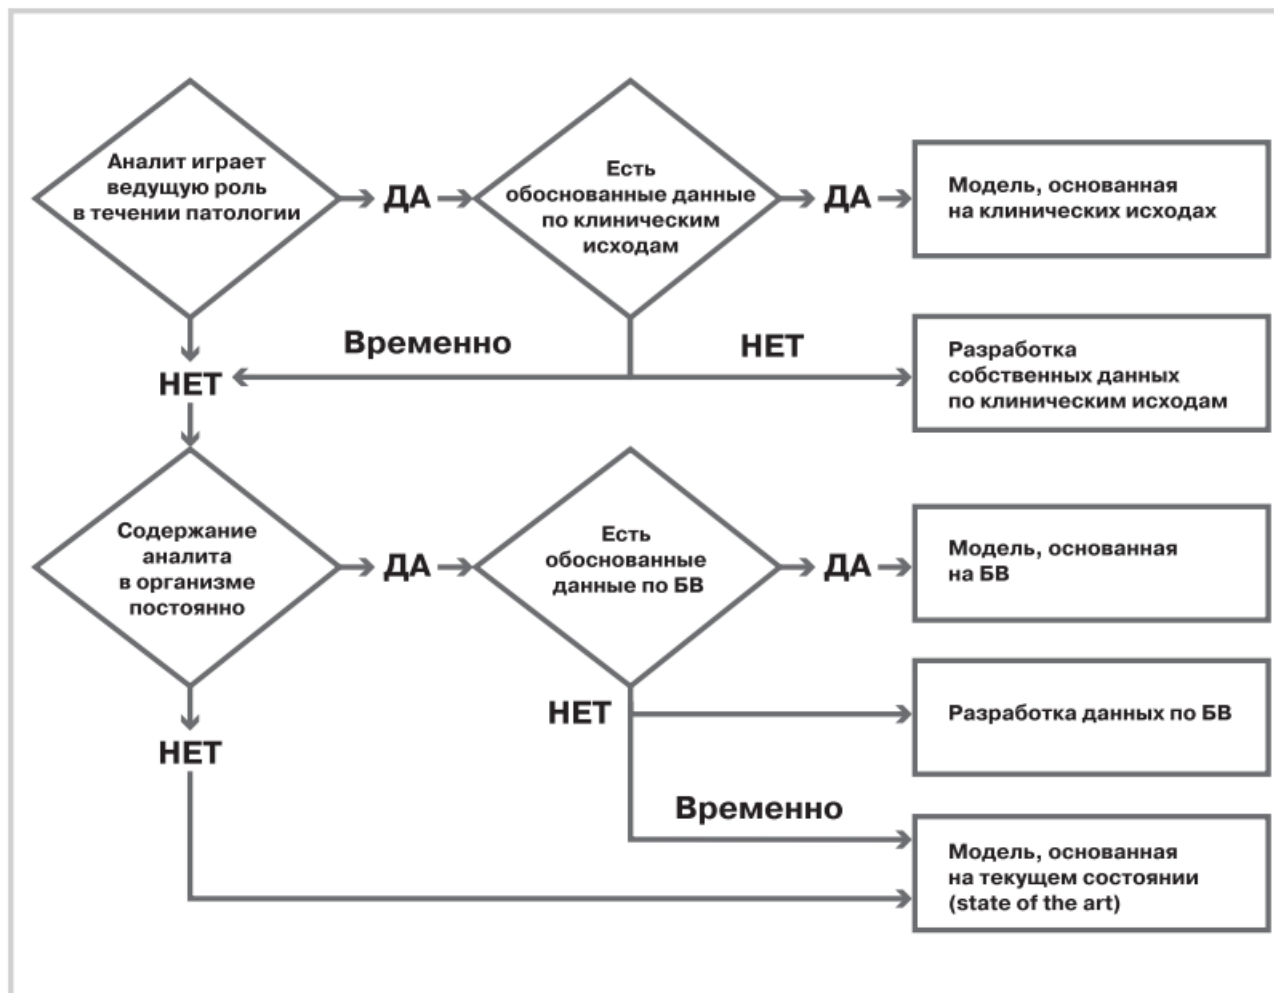 Аналит играет
ведущую роль
в течении патологии
ДА
Есть
обоснованные данные
по клиническим
исходам
ДА
Модель, основанная
на клинических исходах
Временно
НЕТ
НЕТ
Разработка
собственных данных
по клиническим исходам
Содержание
аналита
в организме
постоянно
ДА
Есть
обоснованные
данные по БВ
ДА
Модель, основанная
на БВ
НЕТ
Разработка данных по БВ
НЕТ
Временно
Модель, основанная
на текущем состоянии
(state of the art)